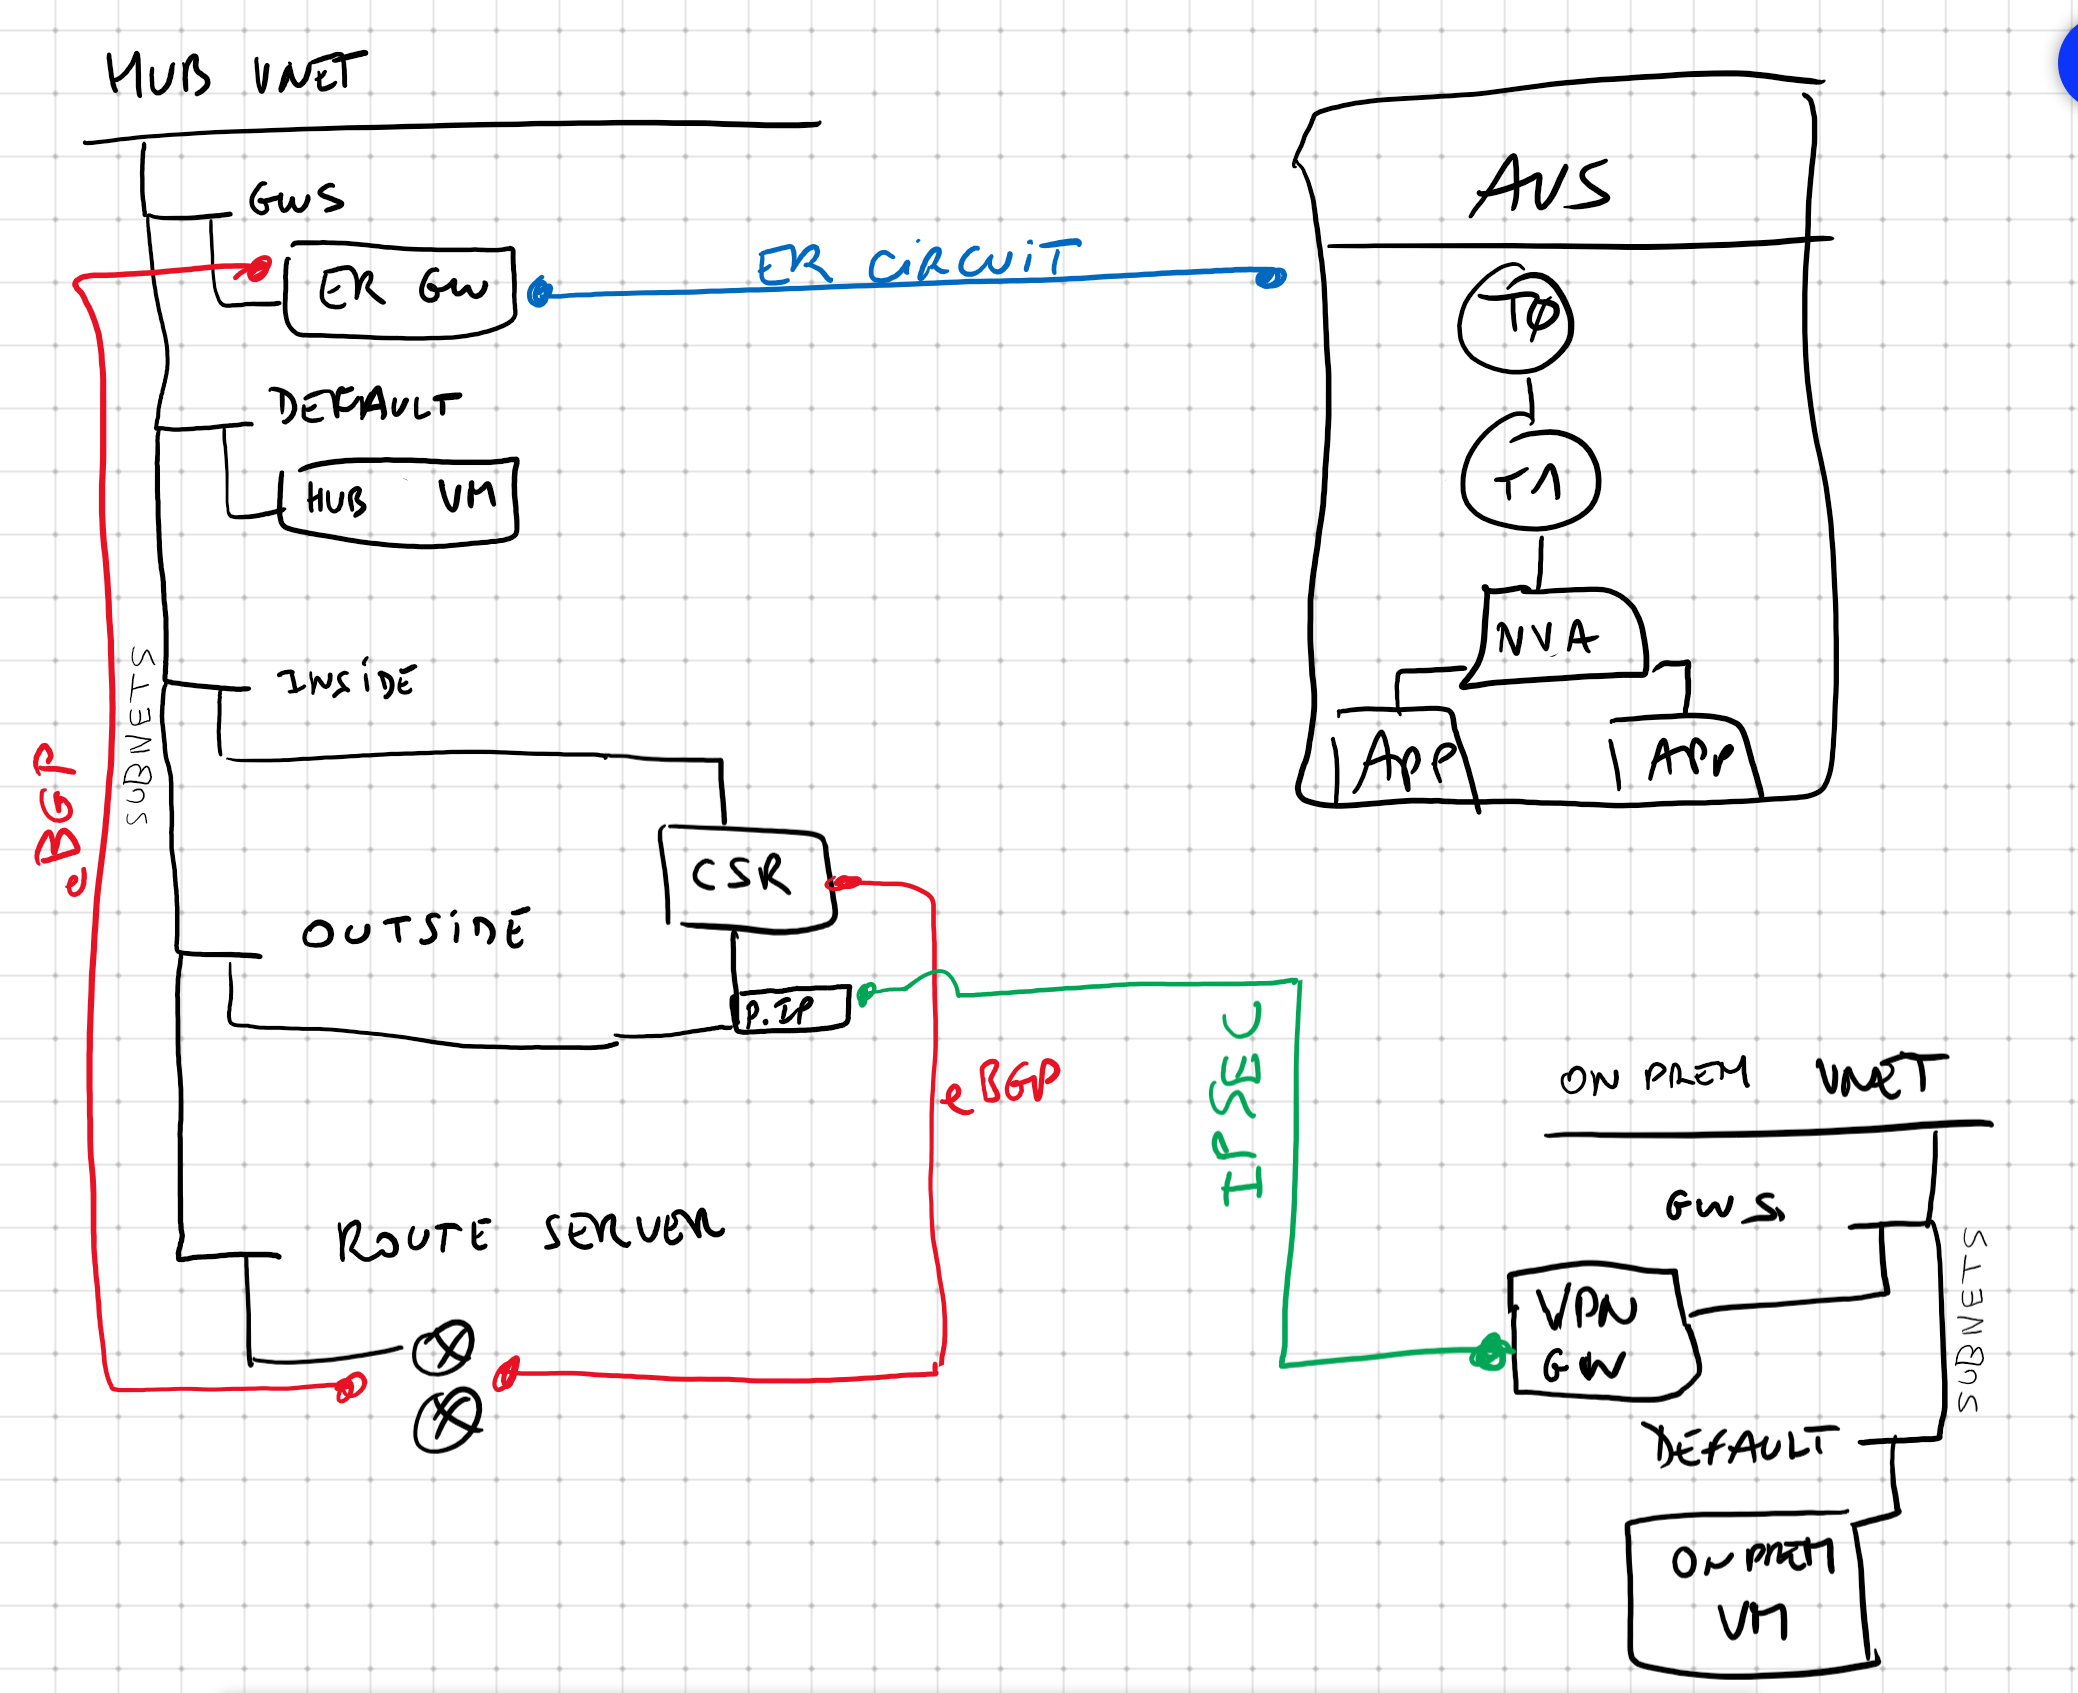 HUB VNET
GWS
ER GW
ER CiRCUiT
AVS
TØ
T1
NVA
APP
APP
DEFAULT
HUB VM
SUBNETS
eBGP
INSiDE
CSR
OUTSiDE
P.IP
eBGP
IPSEC
ROUTE SERVER
ON PREM VNET
GWS
SUBNETS
VPN
GW
DEFAULT
ON PREM
VM